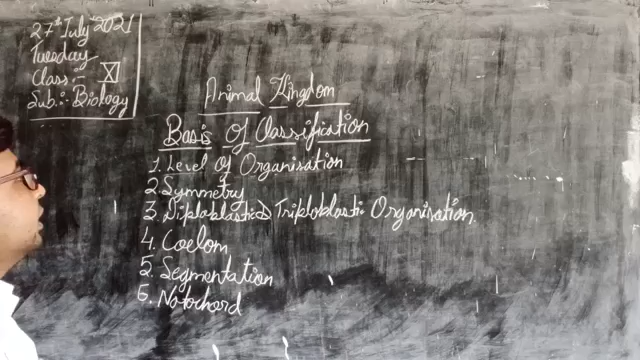 27th July 2021
Tuesday
Class:- XI
Sub.:- Biology
Animal Kingdom
Basis of Classification
1. Level of Organisation
2. Symmetry
3. Diploblastic & Triploblastic Organisation.
4. Coelom
5. Segmentation
6. Notochord